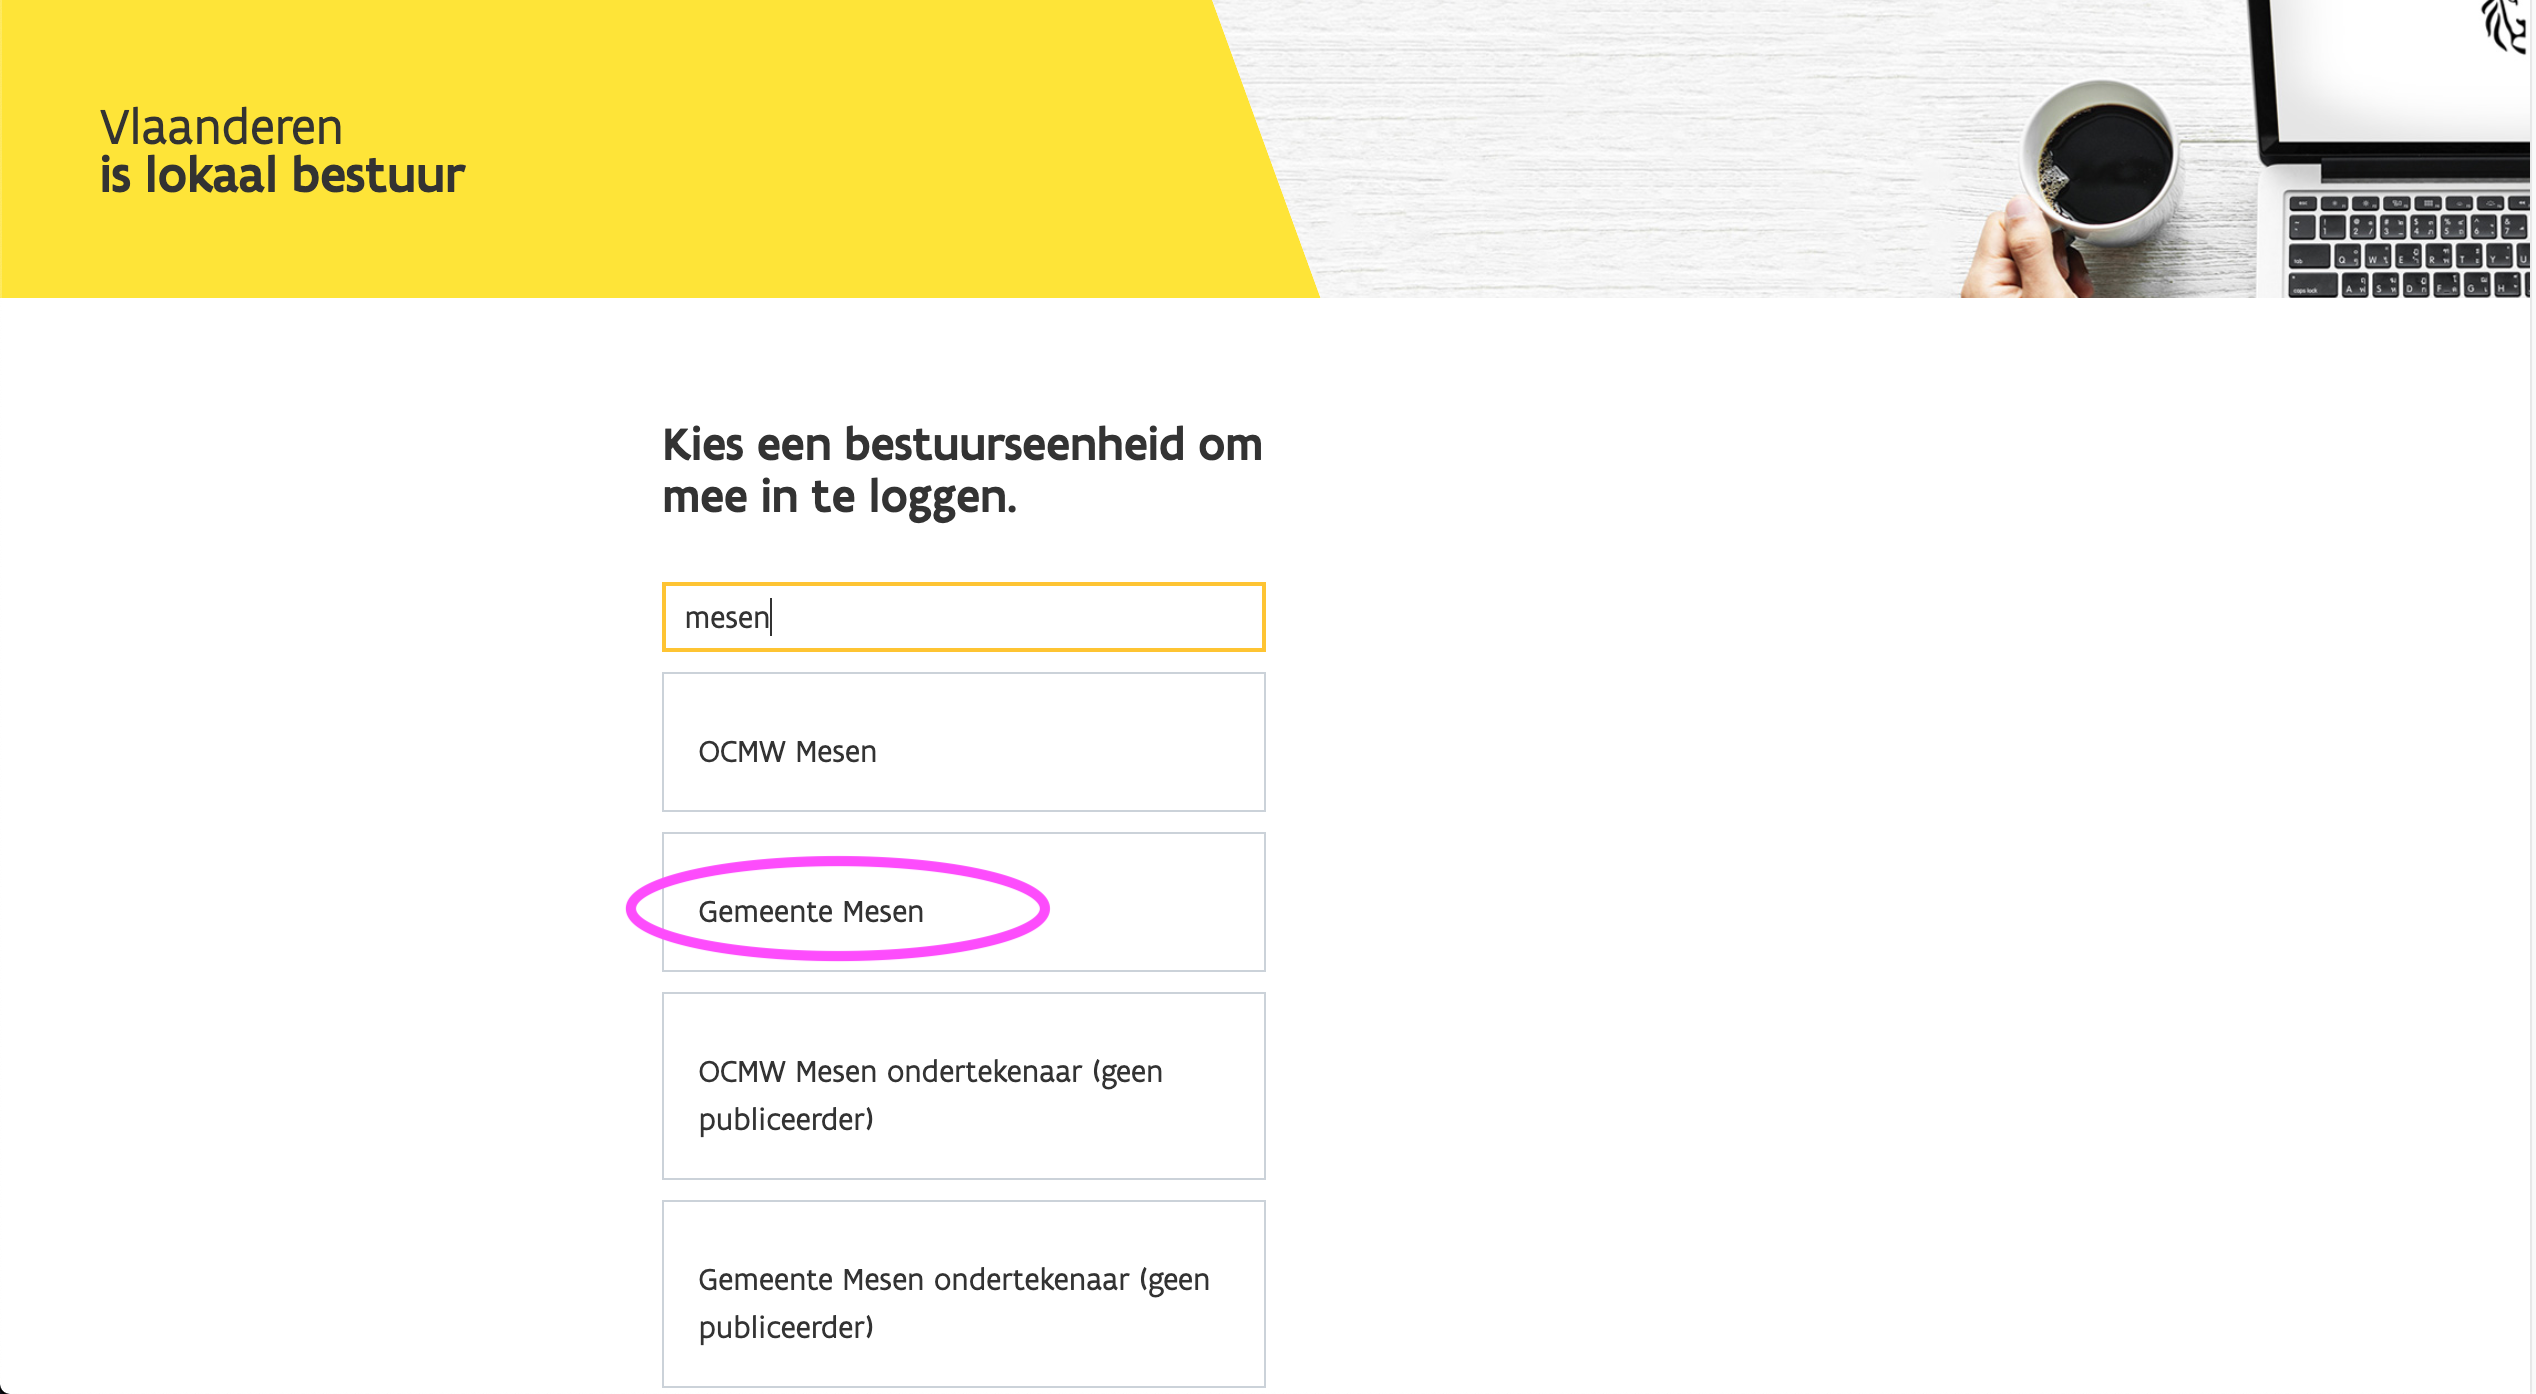 Vlaanderen
is lokaal bestuur
Kies een bestuurseenheid om
mee in te loggen.
mesen
OCMW Mesen
Gemeente Mesen
OCMW Mesen ondertekenaar (geen
publiceerder)
Gemeente Mesen ondertekenaar (geen
publiceerder)